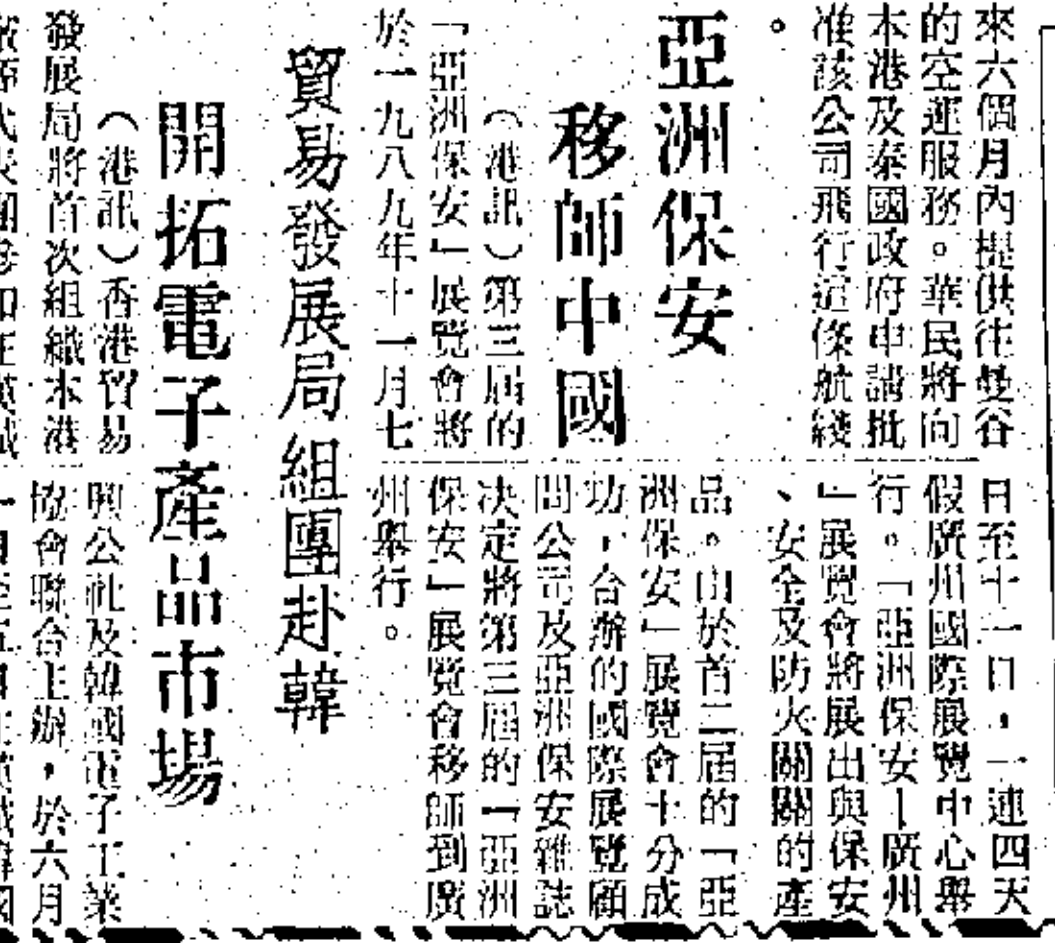 來六個月內提供往曼谷
的空運服務。華民將向
本港及泰國政府申請批
准該公司飛行這條航綫
。
亞洲保安
移師中國
（港訊）第三屆的
「亞洲保安」展覽會將
於一九八九年十一月七
日至十一日，一連四天
假廣州國際展覽中心舉
行。「亞洲保安—廣州
」展覽會將展出與保安
、安全及防火關關的產
品。由於首二屆的「亞
洲保安」展覽會十分成
功，合辦的國際展覽顧
問公司及亞洲保安雜誌
決定將第三屆的「亞洲
保安」展覽會移師到廣
州舉行。
貿易發展局組團赴韓
開拓電子產品市場
（港訊）香港貿易
發展局將首次組織本港
興公社及韓國電子工業
協會聯合主辦，於六月